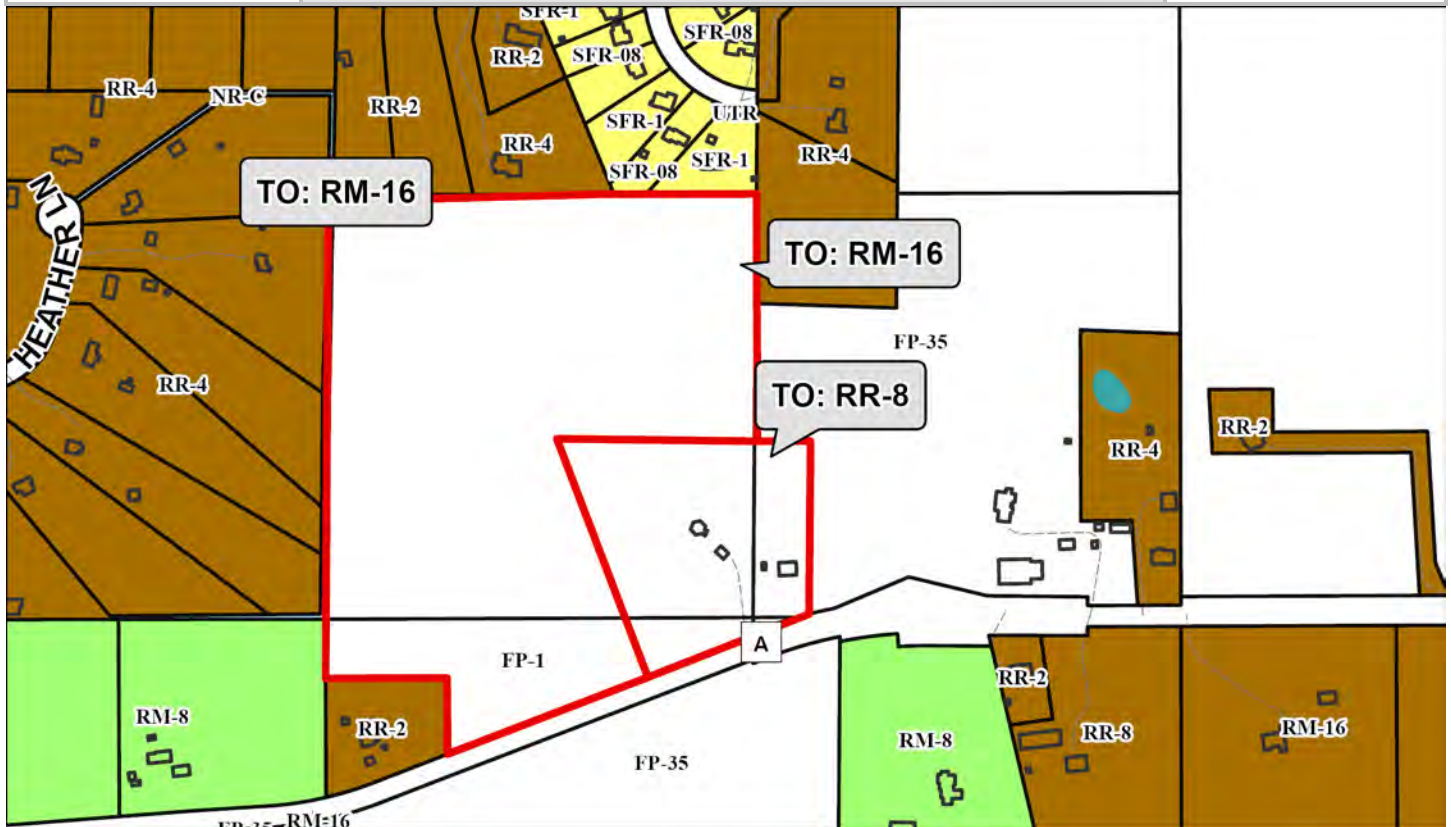 SFR-1
SFR-08
RR-2
SFR-08
RR-4
NR-C
RR-2
SFR-1
UTR
RR-4
RR-4
SFR-08
SFR-1
TO: RM-16
TO: RM-16
HEATHER LN
FP-35
RR-4
TO: RR-8
RR-2
RR-4
A
FP-1
RR-2
RM-8
RR-2
RM-8
RR-8
RM-16
FP-35
FP-35
RM-16